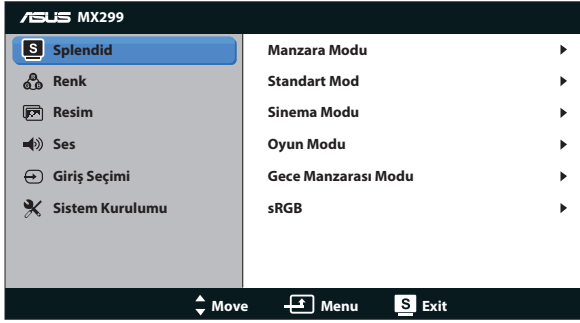 ASUS MX299
S Splendid
Renk
Resim
Ses
Giriş Seçimi
Sistem Kurulumu
Manzara Modu
Standart Mod
Sinema Modu
Oyun Modu
Gece Manzarası Modu
sRGB
Move Menu S Exit